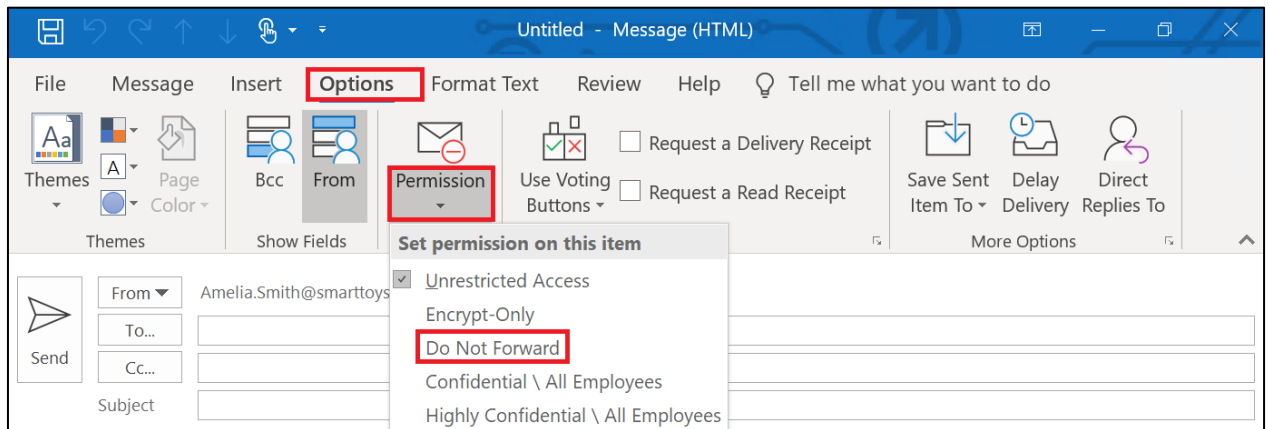 Untitled - Message (HTML)
File Message Insert Options Format Text Review Help Tell me what you want to do
Aa
A
Themes
Page
Color
Bcc
From
Permission
Use Voting
Buttons
Request a Delivery Receipt
Request a Read Receipt
Save Sent
Item To
Delay
Delivery
Direct
Replies To
Themes
Show Fields
More Options
Set permission on this item
Unrestricted Access
Encrypt-Only
Do Not Forward
Confidential \ All Employees
Highly Confidential \ All Employees
Send
From
Amelia.Smith@smarttoys
To...
Cc...
Subject